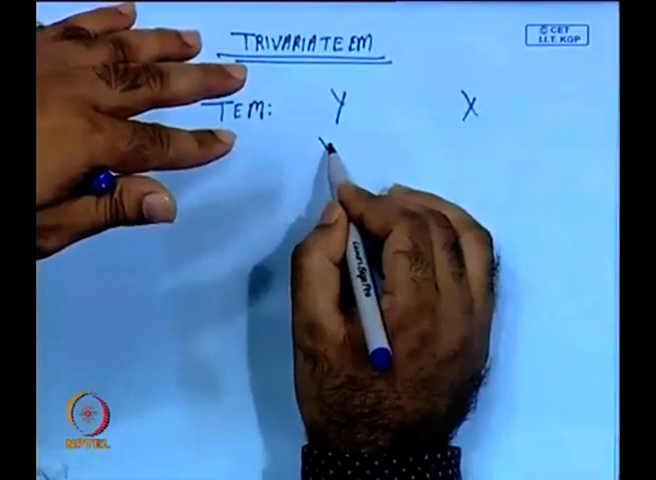 TRIVARIATE EM
© CET
I.I.T. KGP
TEM: Y X
NPTEL